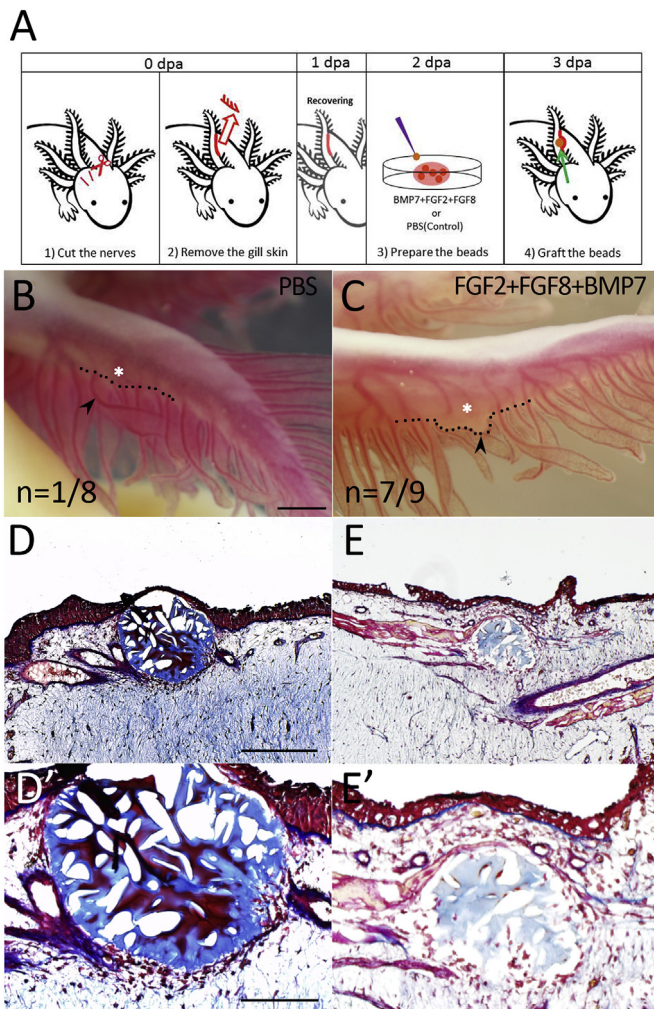 A
0 dpa
1 dpa
2 dpa
3 dpa
Recovering
BMP7+FGF2+FGF8
or
PBS(Control)
1) Cut the nerves
2) Remove the gill skin
3) Prepare the beads
4) Graft the beads
B
PBS
*
n=1/8
C
FGF2+FGF8+BMP7
*
n=7/9
D
E
D'
E'